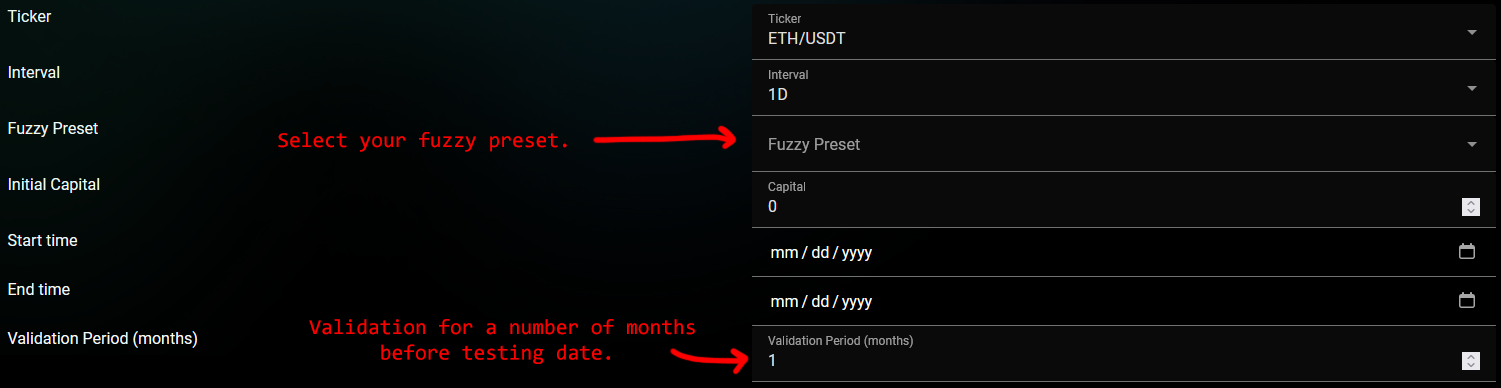 Ticker
Ticker
ETH/USDT
Interval
Interval
1D
Fuzzy Preset
Select your fuzzy preset.
Fuzzy Preset
Initial Capital
Capital
0
Start time
mm/dd/yyyy
End time
mm/dd/yyyy
Validation Period (months)
Validation for a number of months
before testing date.
Validation Period (months)
1